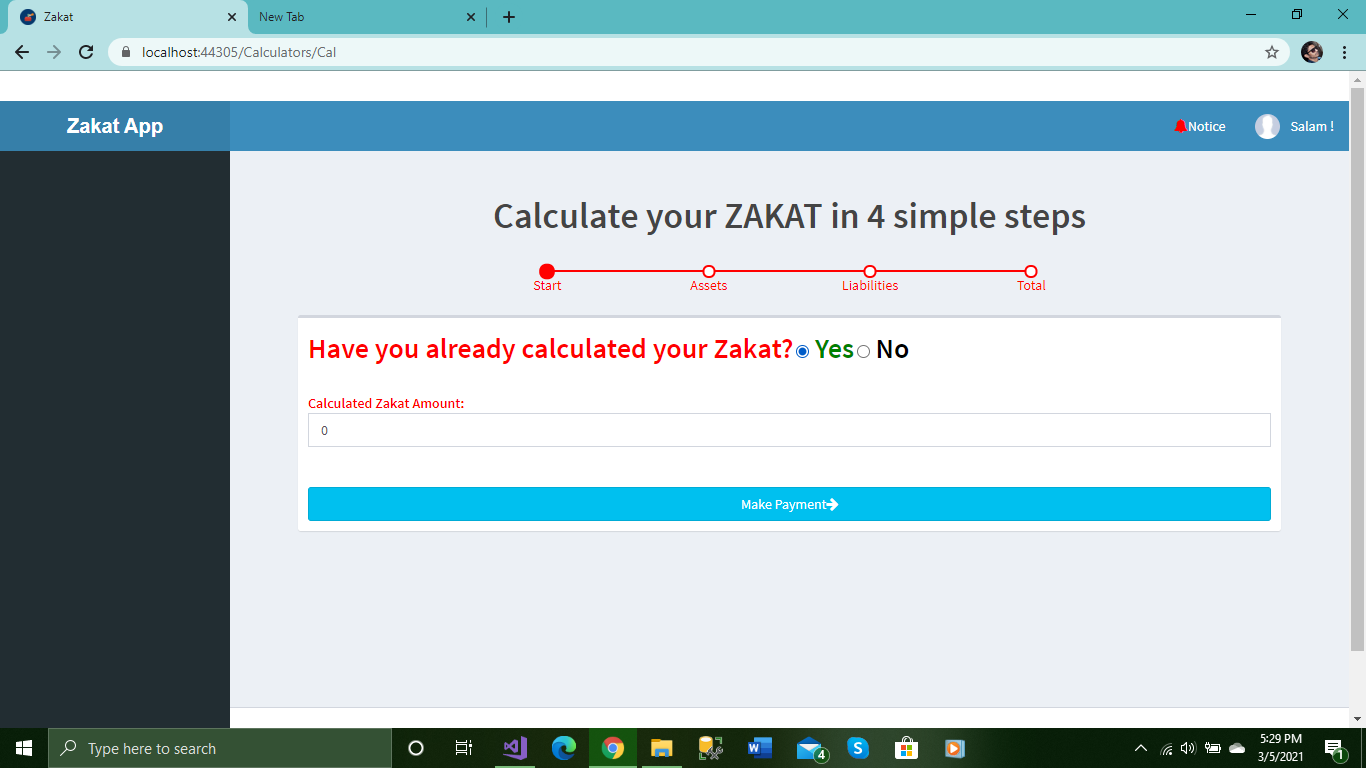 Zakat
New Tab
localhost:44305/Calculators/Cal
Zakat App
Notice
Salam !
Calculate your ZAKAT in 4 simple steps
Start
Assets
Liabilities
Total
Have you already calculated your Zakat? Yes No
Calculated Zakat Amount:
0
Make Payment
Type here to search
4
5:29 PM
3/5/2021
1